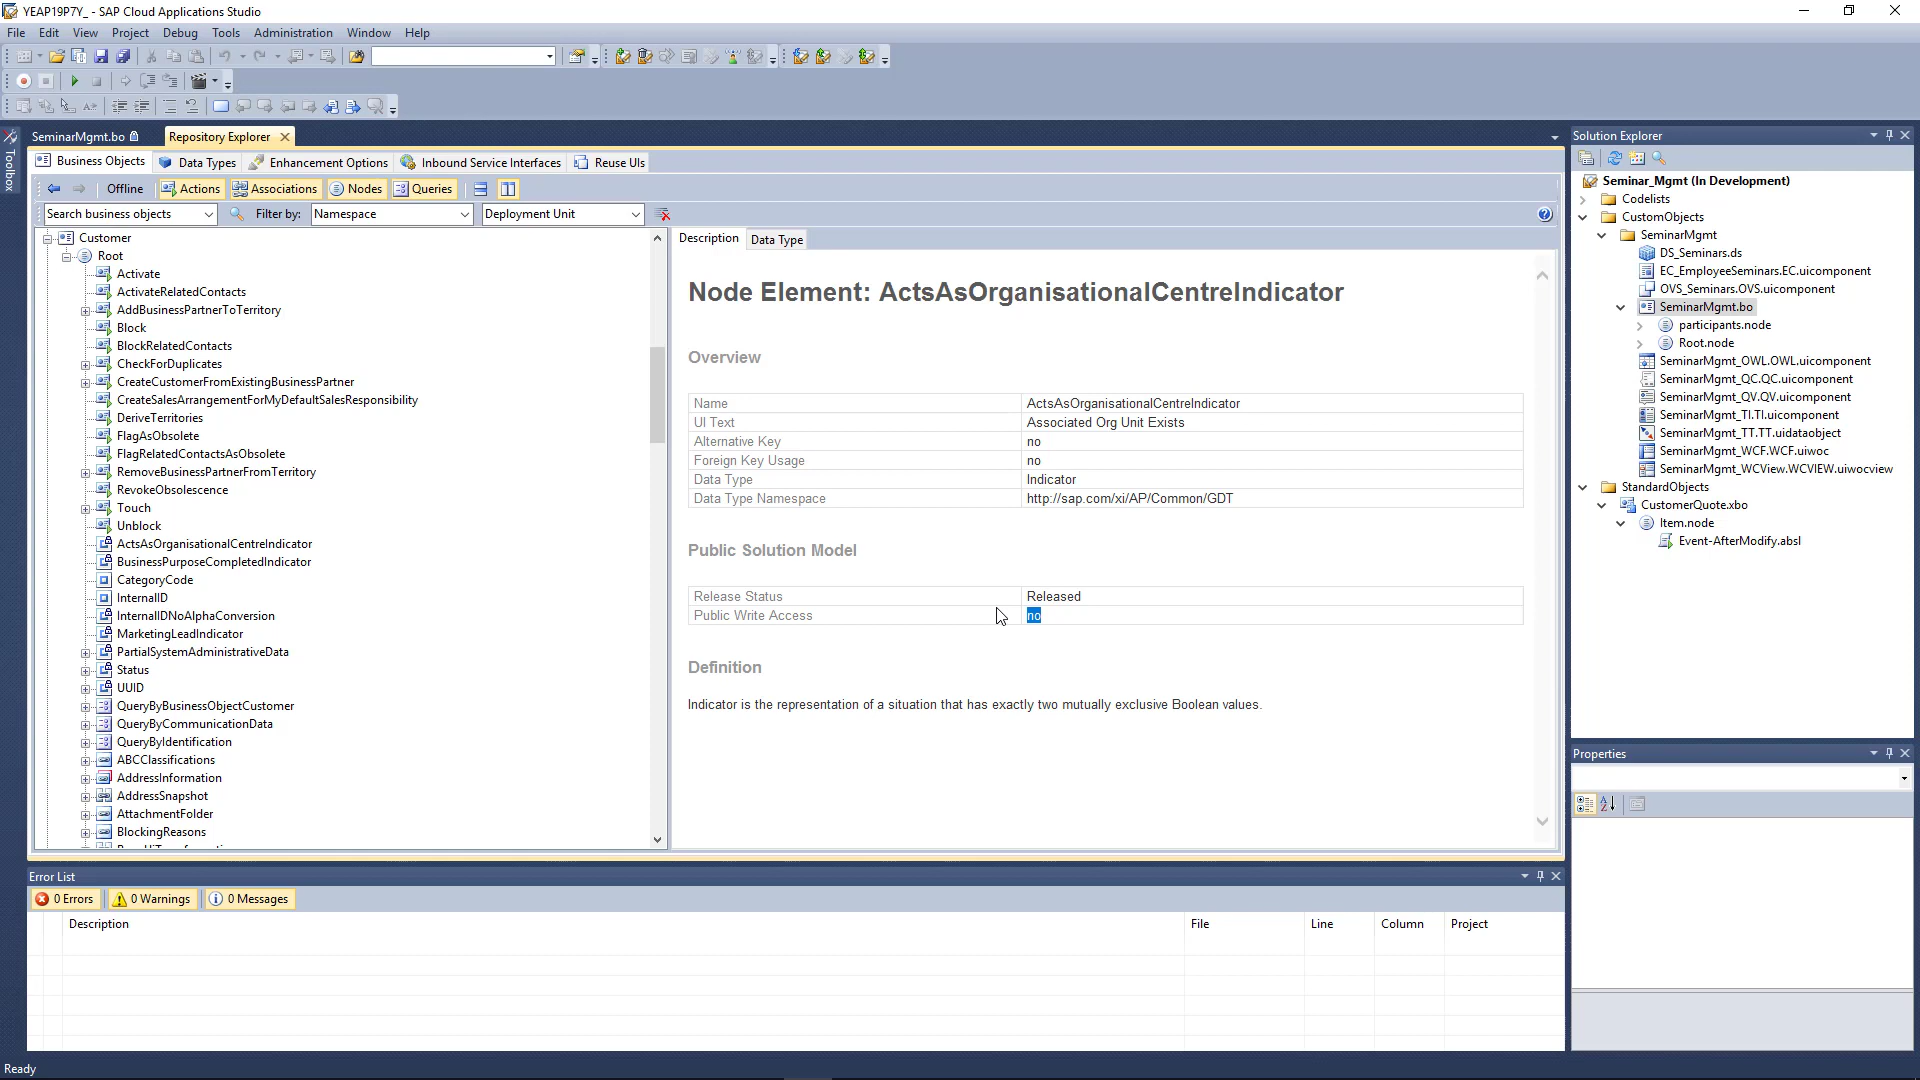 YEAP19P7Y_ - SAP Cloud Applications Studio
File Edit View Project Debug Tools Administration Window Help
SeminarMgmt.bo Repository Explorer
Toolbox
Business Objects Data Types Enhancement Options Inbound Service Interfaces Reuse UIs
Offline Actions Associations Nodes Queries
Search business objects Filter by: Namespace Deployment Unit
Customer
Root
Activate
ActivateRelatedContacts
AddBusinessPartnerToTerritory
Block
BlockRelatedContacts
CheckForDuplicates
CreateCustomerFromExistingBusinessPartner
CreateSalesArrangementForMyDefaultSalesResponsibility
DeriveTerritories
FlagAsObsolete
FlagRelatedContactsAsObsolete
RemoveBusinessPartnerFromTerritory
RevokeObsolescence
Touch
Unblock
ActsAsOrganisationalCentreIndicator
BusinessPurposeCompletedIndicator
CategoryCode
InternalID
InternalIDNoAlphaConversion
MarketingLeadIndicator
PartialSystemAdministrativeData
Status
UUID
QueryByBusinessObjectCustomer
QueryByCommunicationData
QueryByIdentification
ABCClassifications
AddressInformation
AddressSnapshot
AttachmentFolder
BlockingReasons
Description Data Type
Node Element: ActsAsOrganisationalCentreIndicator
Overview
Name ActsAsOrganisationalCentreIndicator
UI Text Associated Org Unit Exists
Alternative Key no
Foreign Key Usage no
Data Type Indicator
Data Type Namespace http://sap.com/xi/AP/Common/GDT
Public Solution Model
Release Status Released
Public Write Access no
Definition
Indicator is the representation of a situation that has exactly two mutually exclusive Boolean values.
Solution Explorer
Seminar_Mgmt (In Development)
Codelists
CustomObjects
SeminarMgmt
DS_Seminars.ds
EC_EmployeeSeminars.EC.uicomponent
OVS_Seminars.OVS.uicomponent
SeminarMgmt.bo
participants.node
Root.node
SeminarMgmt_OWL.OWL.uicomponent
SeminarMgmt_QC.QC.uicomponent
SeminarMgmt_QV.QV.uicomponent
SeminarMgmt_TI.TI.uicomponent
SeminarMgmt_TT.TT.uidataobject
SeminarMgmt_WCF.WCF.uiwoc
SeminarMgmt_WCView.WCVIEW.uiwocview
StandardObjects
CustomerQuote.xbo
Item.node
Event-AfterModify.absl
Properties
Error List
0 Errors 0 Warnings 0 Messages
Description File Line Column Project
Ready